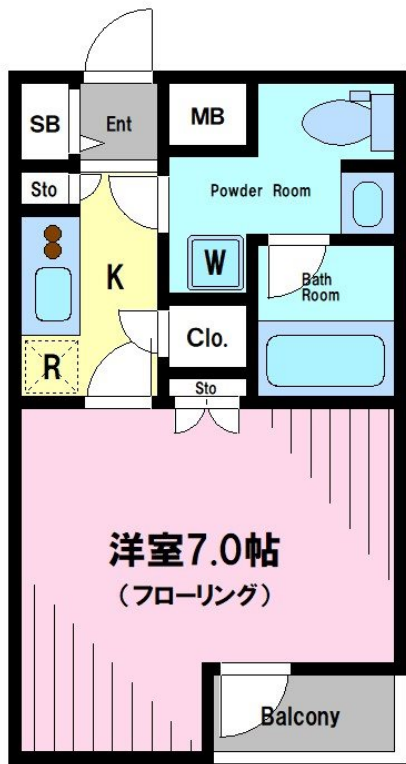 SB
Ent
MB
Sto
Powder Room
K
W
Bath
Room
Clo.
R
Sto
洋室7.0帖
(フローリング)
Balcony